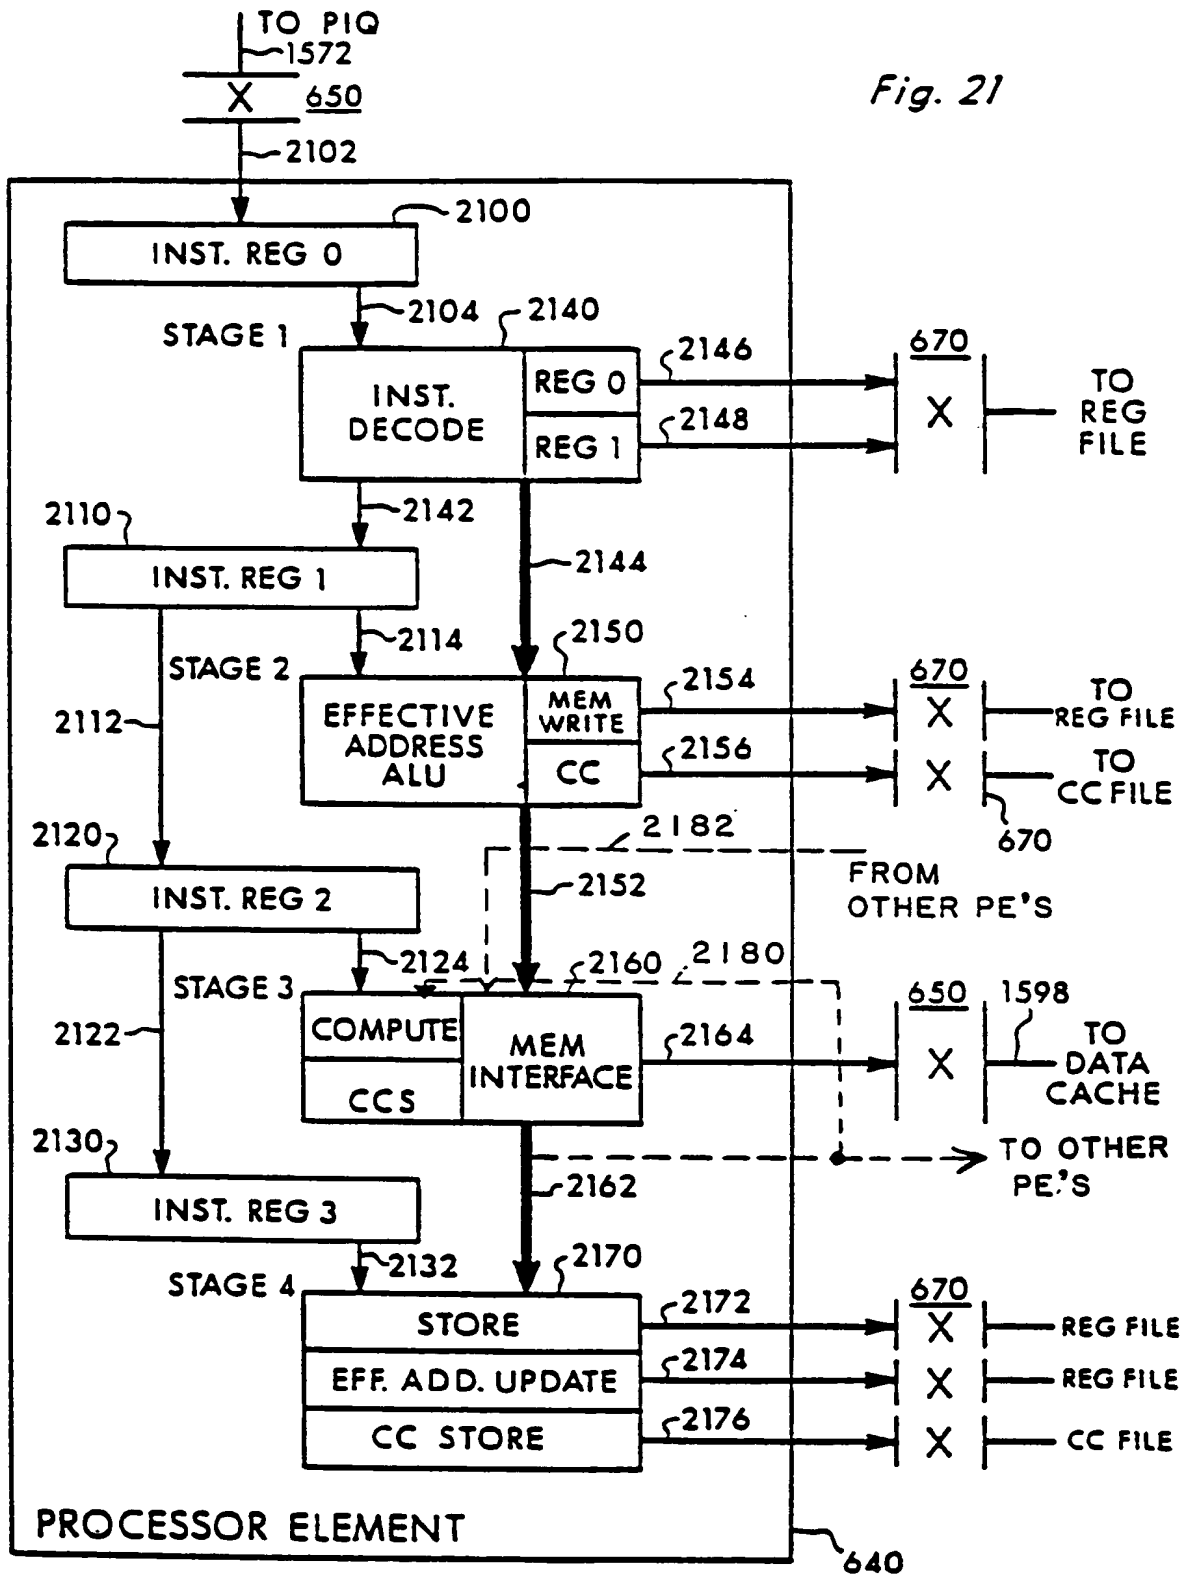 TO PIQ
1572
X 650
Fig. 21
2102
2100
INST. REG 0
2104
2140
STAGE 1
INST.
DECODE
REG 0
REG 1
2146
2148
670
X
TO
REG
FILE
2142
2110
INST. REG 1
2144
2114
2150
STAGE 2
2112
EFFECTIVE
ADDRESS
ALU
MEM
WRITE
CC
2154
2156
670
X
X
TO
REG FILE
TO
CC FILE
670
2182
2120
INST. REG 2
2152
FROM
OTHER PE'S
2124
2160
2180
STAGE 3
2122
COMPUTE
CCS
MEM
INTERFACE
2164
650
X
1598
TO
DATA
CACHE
2130
INST. REG 3
2162
TO OTHER
PE.'S
2132
2170
STAGE 4
STORE
EFF. ADD. UPDATE
CC STORE
2172
2174
2176
670
X
X
X
REG FILE
REG FILE
CC FILE
PROCESSOR ELEMENT
640